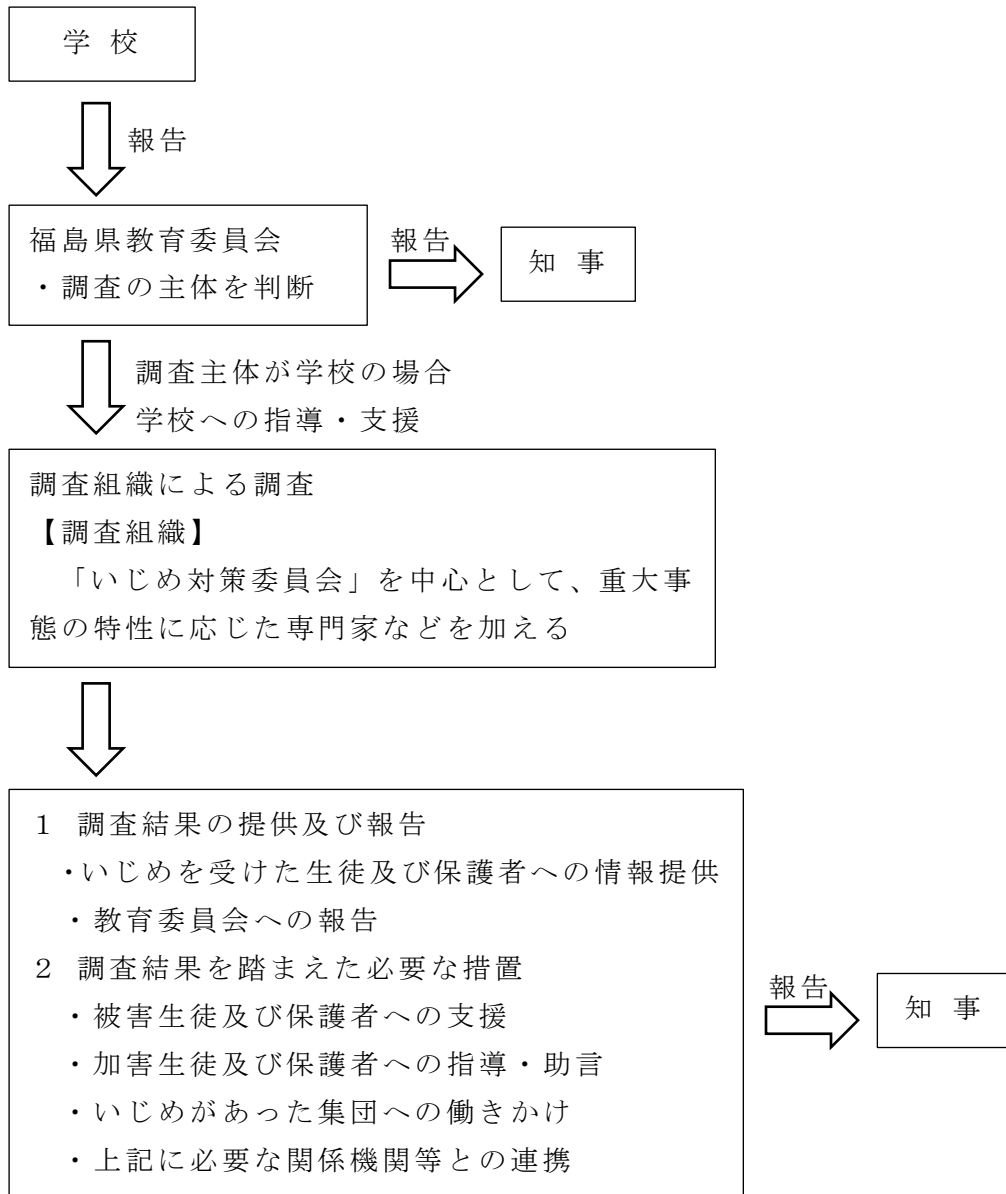 学 校
報告
福島県教育委員会
・調査の主体を判断
報告
知 事
調査主体が学校の場合
学校への指導・支援
調査組織による調査
【調査組織】
「いじめ対策委員会」を中心として、重大事
態の特性に応じた専門家などを加える
1 調査結果の提供及び報告
・いじめを受けた生徒及び保護者への情報提供
・教育委員会への報告
2 調査結果を踏まえた必要な措置
・被害生徒及び保護者への支援
・加害生徒及び保護者への指導・助言
・いじめがあった集団への働きかけ
・上記に必要な関係機関等との連携
報告
知 事